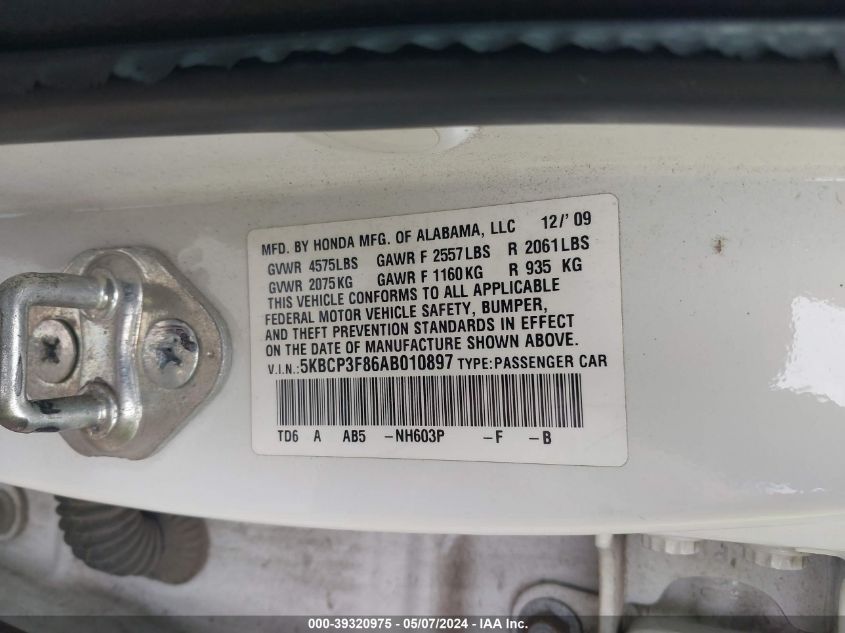 MFD. BY HONDA MFG. OF ALABAMA, LLC 12/'09
GVWR 4575LBS GAWR F 2557LBS R 2061LBS
GVWR 2075KG GAWR F 1160KG R 935 KG
THIS VEHICLE CONFORMS TO ALL APPLICABLE
FEDERAL MOTOR VEHICLE SAFETY, BUMPER,
AND THEFT PREVENTION STANDARDS IN EFFECT
ON THE DATE OF MANUFACTURE SHOWN ABOVE.
V.I.N.: 5KBCP3F86AB010897 TYPE: PASSENGER CAR
TD6 A AB5 -NH603P -F -B
000-39320975 - 05/07/2024 - IAA Inc.